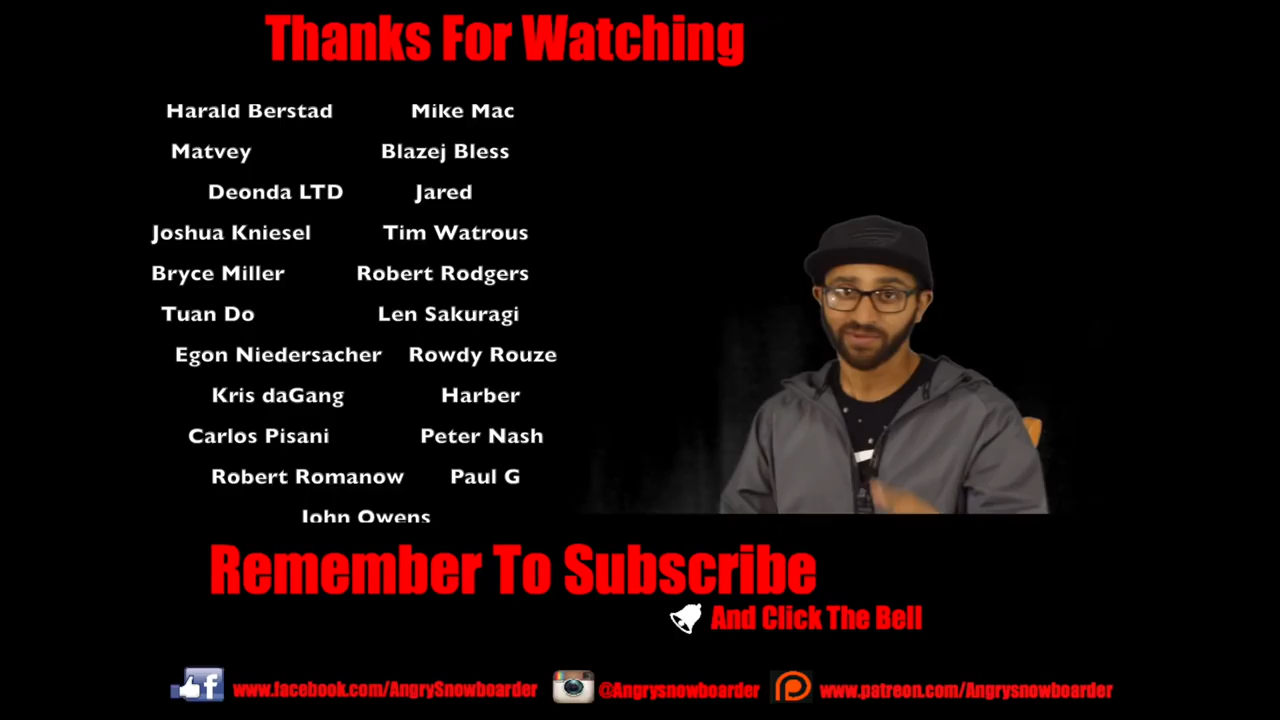 Thanks For Watching
Harald Berstad Mike Mac
Matvey Blazej Bless
Deonda LTD Jared
Joshua Kniesel Tim Watrous
Bryce Miller Robert Rodgers
Tuan Do Len Sakuragi
Egon Niedersacher Rowdy Rouze
Kris daGang Harber
Carlos Pisani Peter Nash
Robert Romanow Paul G
John Owens
Remember To Subscribe
And Click The Bell
www.facebook.com/AngrySnowboarder @Angrysnowboarder www.patreon.com/Angrysnowboarder